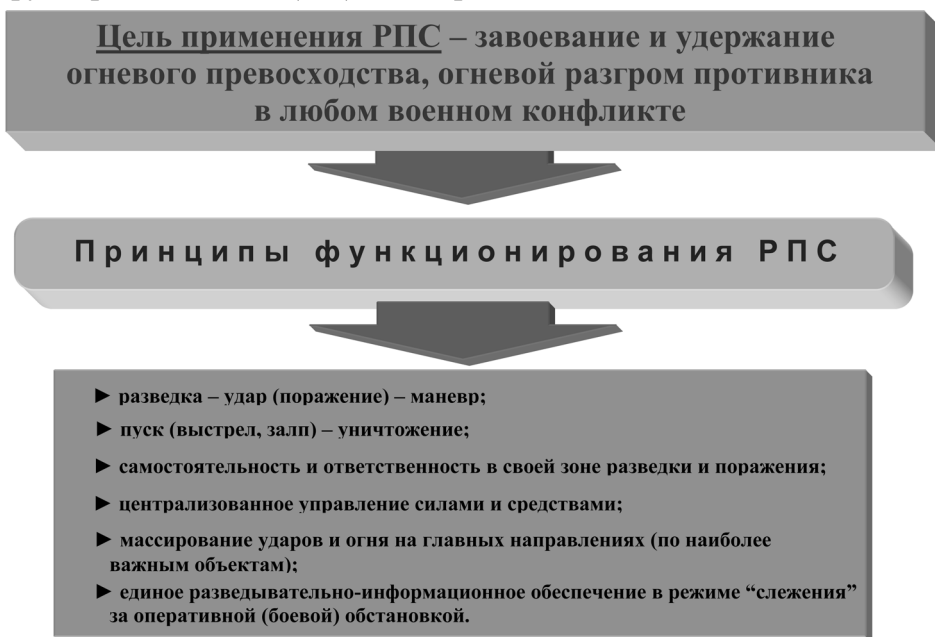 Цель применения РПС – завоевание и удержание
огневого превосходства, огневой разгром противника
в любом военном конфликте
Принципы функционирования РПС
► разведка – удар (поражение) – маневр;
► пуск (выстрел, залп) – уничтожение;
► самостоятельность и ответственность в своей зоне разведки и поражения;
► централизованное управление силами и средствами;
► массирование ударов и огня на главных направлениях (по наиболее
важным объектам);
► единое разведывательно-информационное обеспечение в режиме “слежения”
за оперативной (боевой) обстановкой.